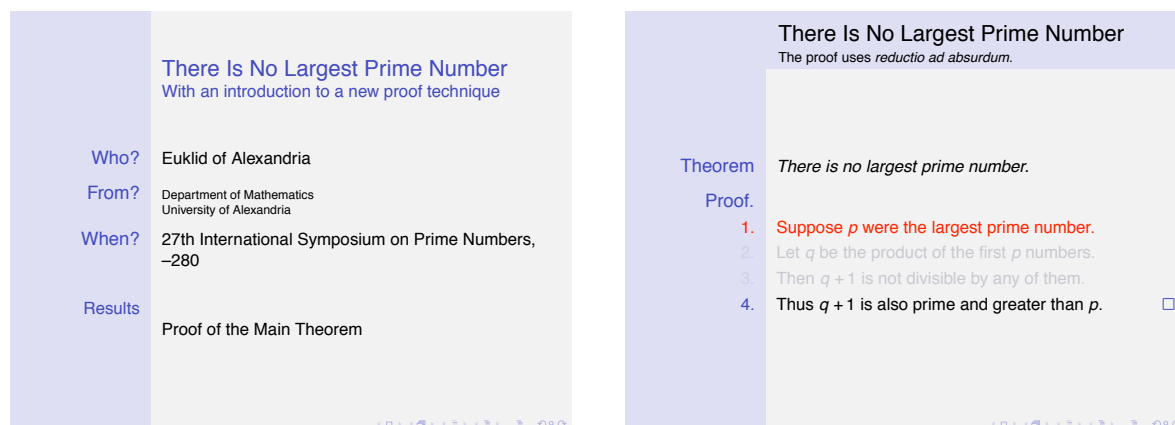 There Is No Largest Prime Number
With an introduction to a new proof technique
Who? Euklid of Alexandria
From? Department of Mathematics
University of Alexandria
When? 27th International Symposium on Prime Numbers,
–280
Results
Proof of the Main Theorem
There Is No Largest Prime Number
The proof uses reductio ad absurdum.
Theorem There is no largest prime number.
Proof.
1. Suppose p were the largest prime number.
2. Let q be the product of the first p numbers.
3. Then q + 1 is not divisible by any of them.
4. Thus q + 1 is also prime and greater than p. □